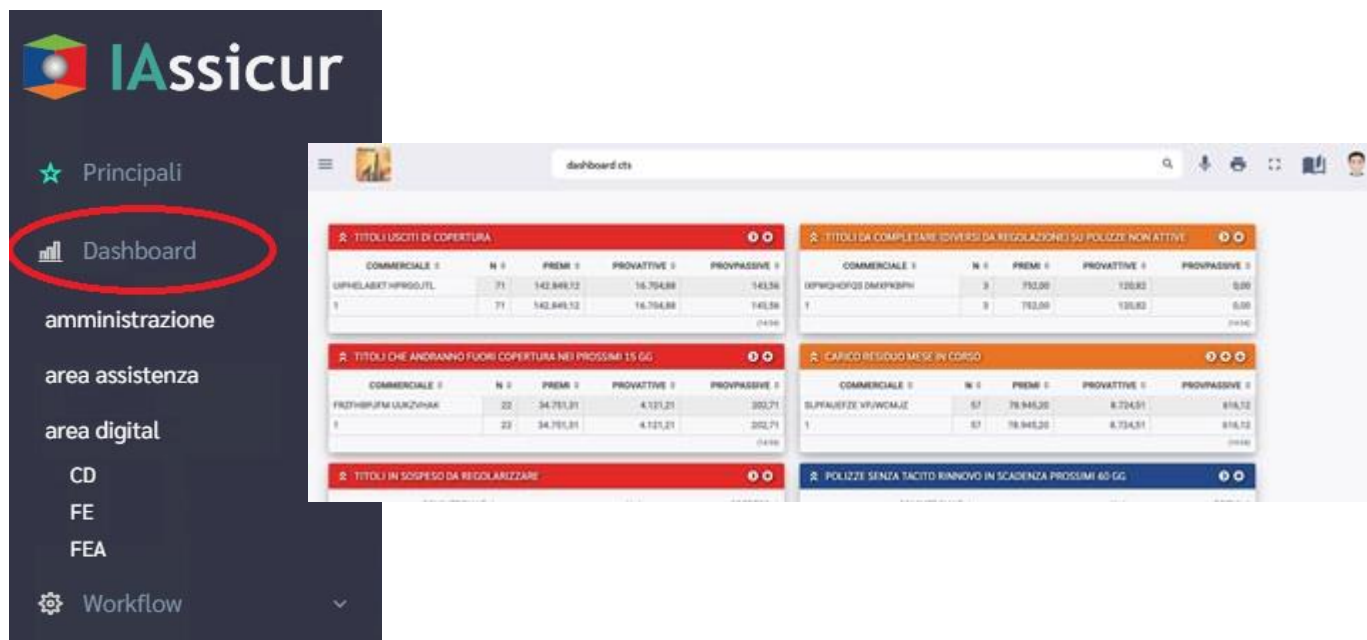 IAssicur
Principali
Dashboard
amministrazione
area assistenza
area digital
CD
FE
FEA
Workflow
dashboard cts
TITOLI USCITI DI COPERTURA
COMMERCIALE N PREMI PROVATTIVE PROVPASSIVE
71 142.849,12 16.704,88 143,56
1 71 142.849,12 16.704,88 143,56
TITOLI DA COMPLETARE (DIVERSI DA REGOLAZIONE) SU POLIZZE NON ATTIVE
COMMERCIALE N PREMI PROVATTIVE PROVPASSIVE
3 752,00 120,82 0,00
1 3 752,00 120,82 0,00
TITOLI CHE ANDRANNO FUORI COPERTURA NEI PROSSIMI 15 GG
COMMERCIALE N PREMI PROVATTIVE PROVPASSIVE
22 34.751,31 4.121,21 202,71
1 22 34.751,31 4.121,21 202,71
CARICO RESIDUO MESE IN CORSO
COMMERCIALE N PREMI PROVATTIVE PROVPASSIVE
57 78.945,20 8.724,51 616,12
1 57 78.945,20 8.724,51 616,12
TITOLI IN SOSPESO DA REGOLARIZZARE
POLIZZE SENZA TACITO RINNOVO IN SCADENZA PROSSIMI 60 GG